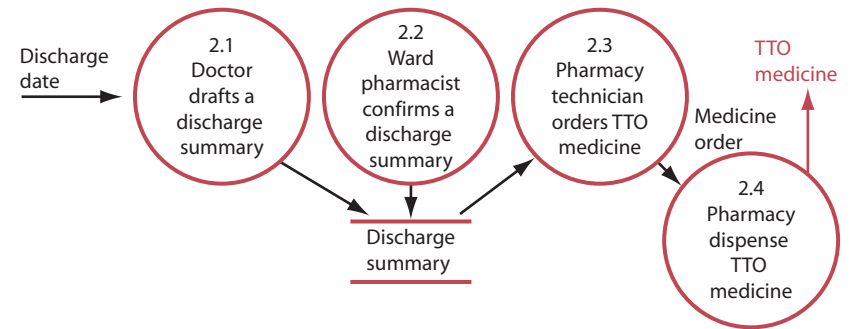 Discharge
date
2.1
Doctor
drafts a
discharge
summary
2.2
Ward
pharmacist
confirms a
discharge
summary
2.3
Pharmacy
technician
orders TTO
medicine
TTO
medicine
Medicine
order
2.4
Pharmacy
dispense
TTO
medicine
Discharge
summary